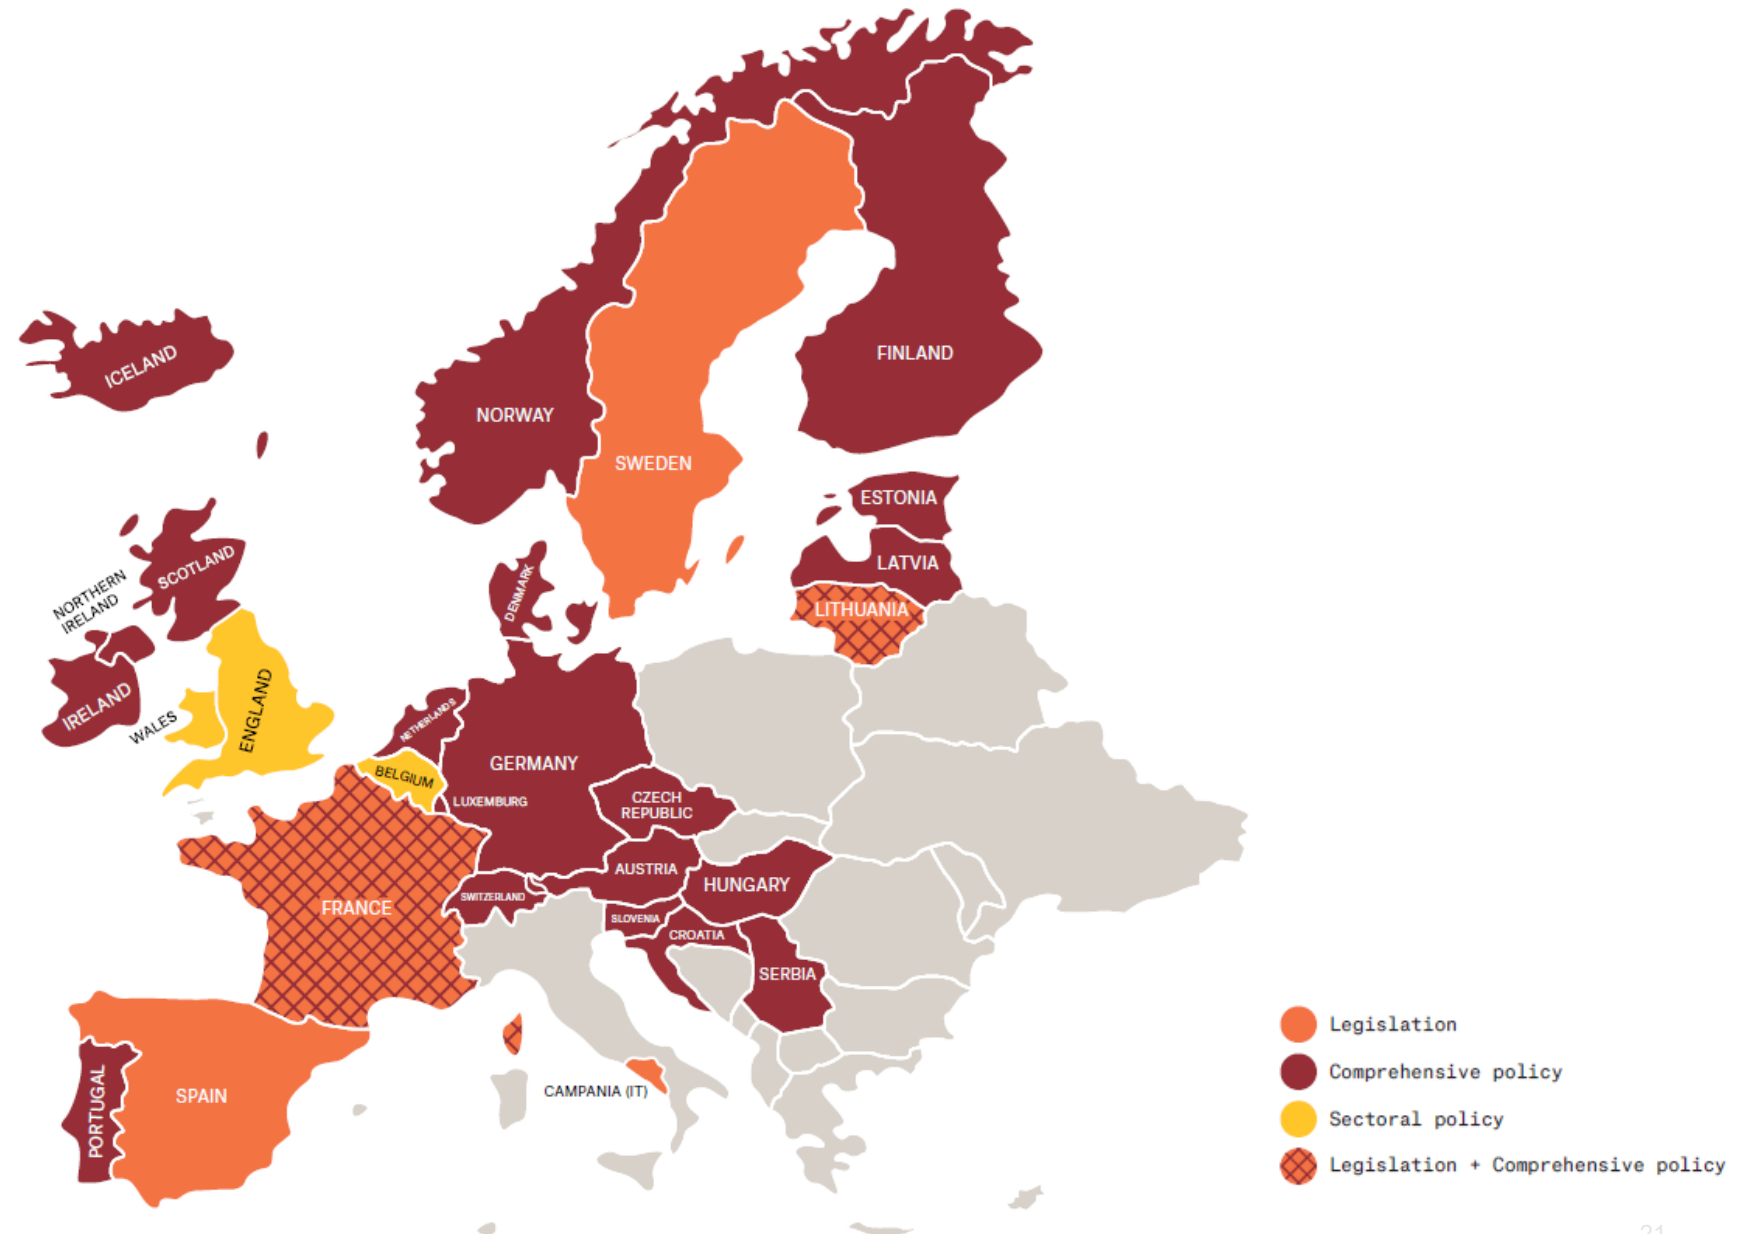 ICELAND
NORWAY
SWEDEN
FINLAND
ESTONIA
LATVIA
LITHUANIA
DENMARK
SCOTLAND
NORTHERN
IRELAND
IRELAND
WALES
ENGLAND
NETHERLANDS
BELGIUM
LUXEMBURG
GERMANY
CZECH
REPUBLIC
AUSTRIA
HUNGARY
SWITZERLAND
SLOVENIA
CROATIA
SERBIA
FRANCE
SPAIN
PORTUGAL
CAMPANIA (IT)
Legislation
Comprehensive policy
Sectoral policy
Legislation + Comprehensive policy
21